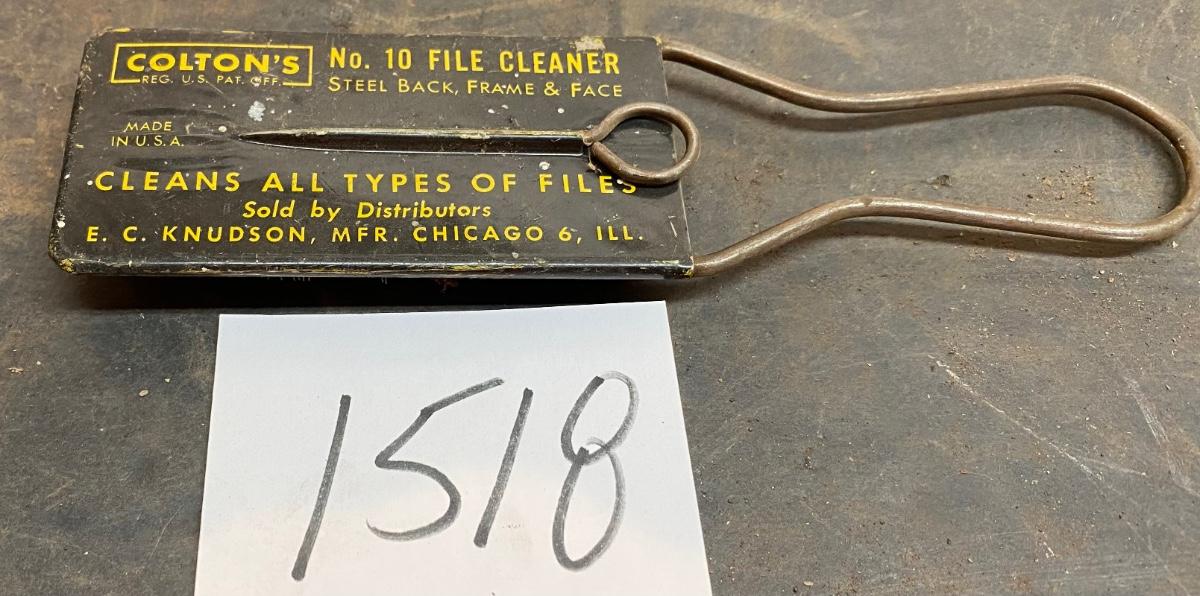 COLTON'S
REG. U.S. PAT. OFF.
No. 10 FILE CLEANER
STEEL BACK, FRAME & FACE
MADE
IN U.S.A.
CLEANS ALL TYPES OF FILES
Sold by Distributors
E. C. KNUDSON, MFR. CHICAGO 6, ILL.
1518